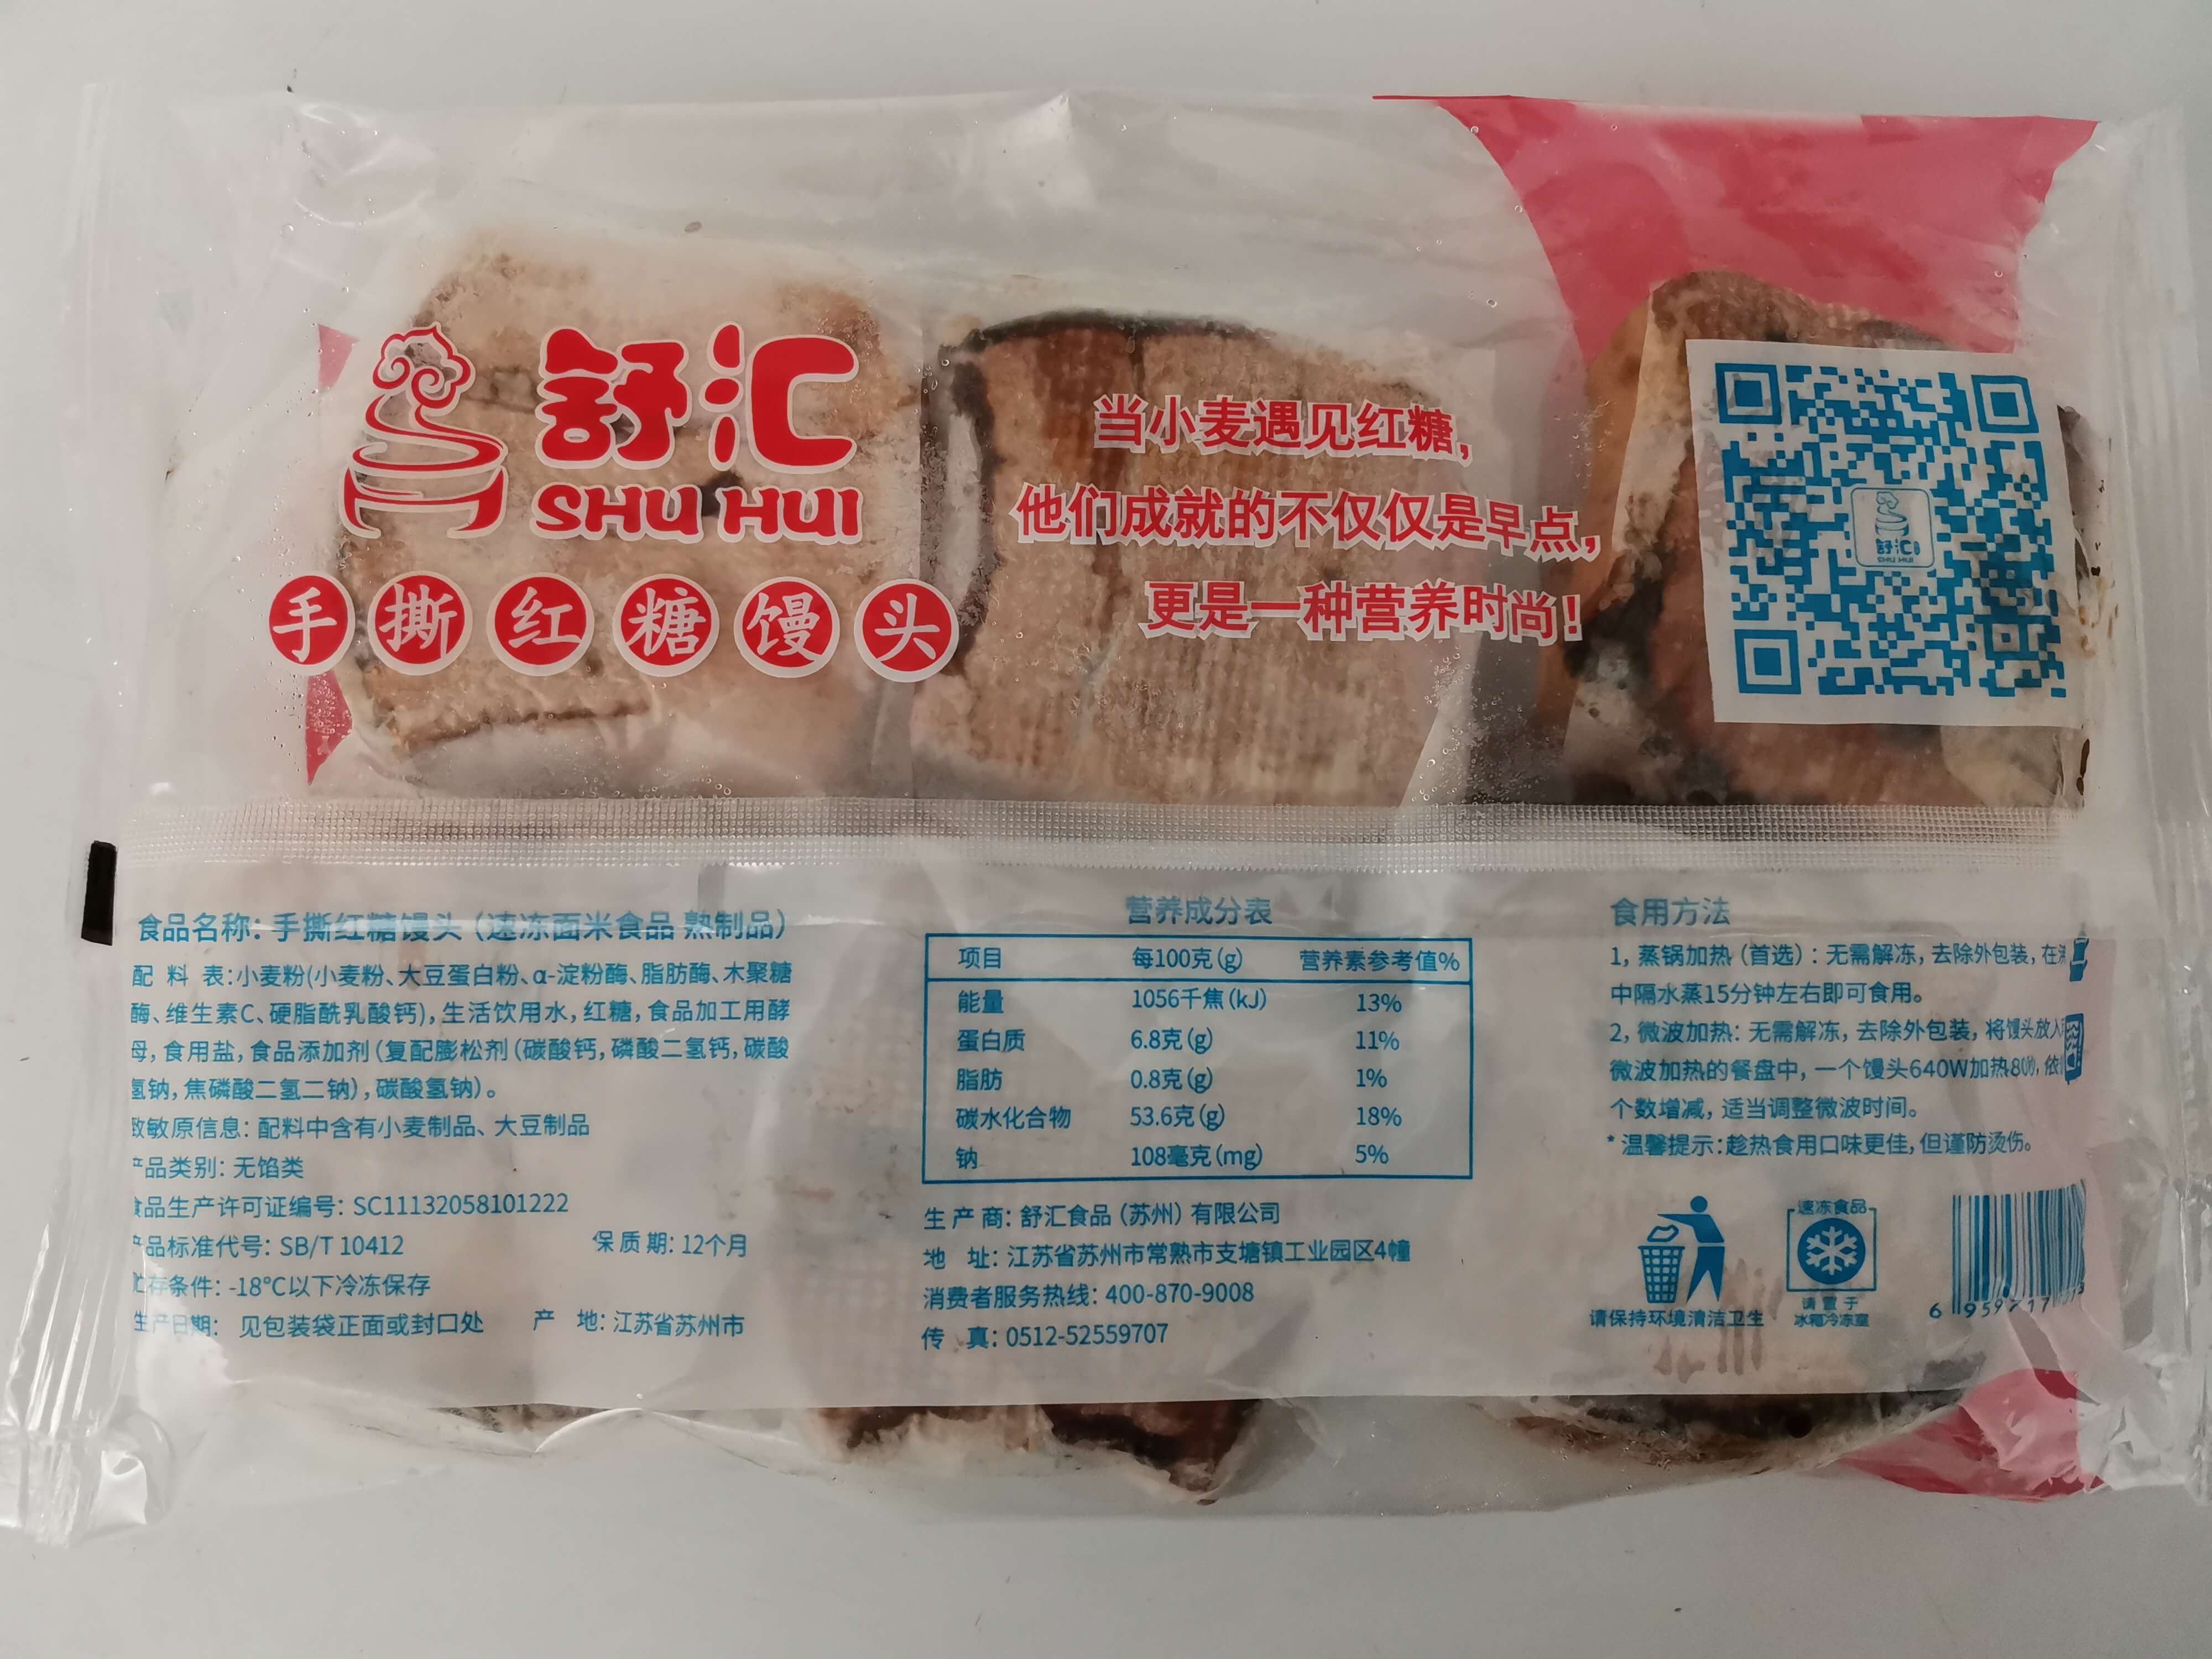 舒汇
SHU HUI
手撕红糖馒头
当小麦遇见红糖，
他们成就的不仅仅是早点，
更是一种营养时尚！
舒汇
SHU HUI
食品名称：手撕红糖馒头（速冻面米食品 熟制品）
配 料 表：小麦粉(小麦粉、大豆蛋白粉、α-淀粉酶、脂肪酶、木聚糖
酶、维生素C、硬脂酰乳酸钙)，生活饮用水，红糖，食品加工用酵
母，食用盐，食品添加剂（复配膨松剂（碳酸钙，磷酸二氢钙，碳酸
氢钠，焦磷酸二氢二钠），碳酸氢钠）。
致敏原信息：配料中含有小麦制品、大豆制品
产品类别：无馅类
食品生产许可证编号：SC11132058101222
产品标准代号：SB/T 10412 保质期：12个月
贮存条件：-18°C以下冷冻保存
生产日期： 见包装袋正面或封口处 产 地：江苏省苏州市
营养成分表
项目 每100克(g) 营养素参考值%
能量 1056千焦(kJ) 13%
蛋白质 6.8克(g) 11%
脂肪 0.8克(g) 1%
碳水化合物 53.6克(g) 18%
钠 108毫克(mg) 5%
生 产 商：舒汇食品（苏州）有限公司
地 址：江苏省苏州市常熟市支塘镇工业园区4幢
消费者服务热线：400-870-9008
传 真：0512-52559707
食用方法
1，蒸锅加热（首选）：无需解冻，去除外包装，在
中隔水蒸15分钟左右即可食用。
2，微波加热：无需解冻，去除外包装，将馒头放入
微波加热的餐盘中，一个馒头640W加热80秒，依
个数增减，适当调整微波时间。
*温馨提示：趁热食用口味更佳，但谨防烫伤。
请保持环境清洁卫生
速冻食品
请置于
冰箱冷冻室
6 959717